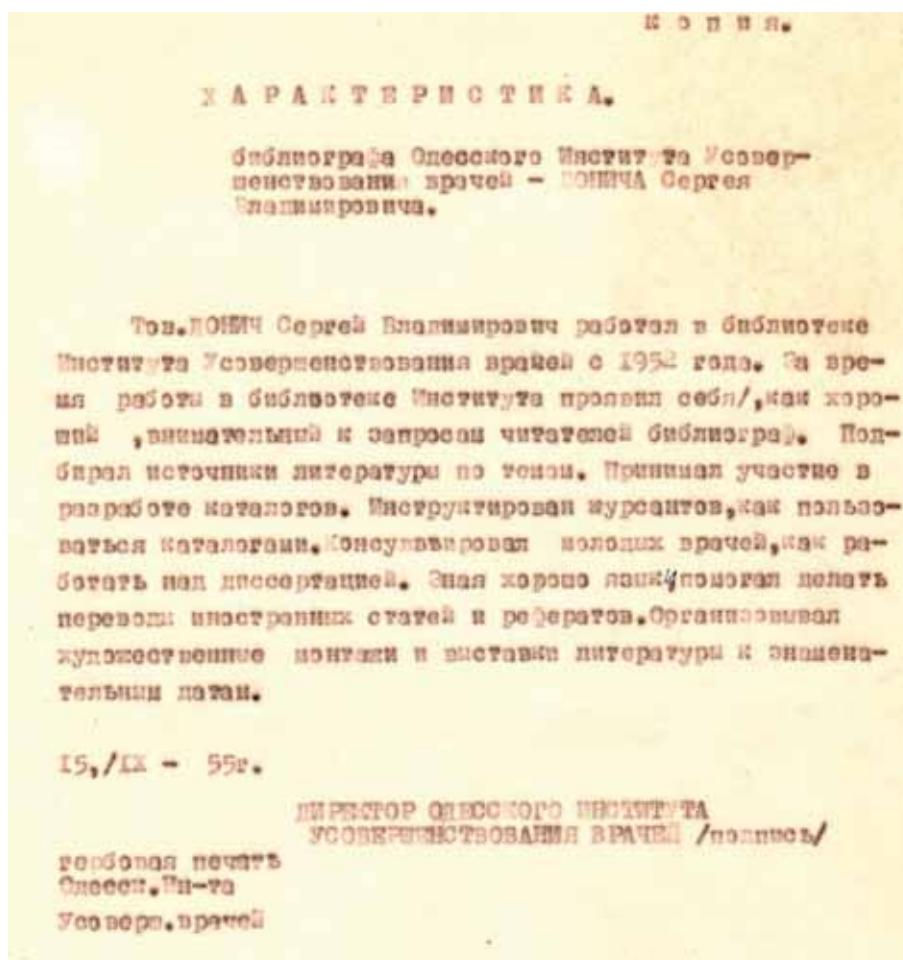 К о п и я.
Х А Р А К Т Е Р И С Т И К А.
библиографа Одесского Института Усовер-
шенствования врачей – ДОНИЧА Сергея
Владимировича.
Тов.ДОНИЧ Сергей Владимирович работал в библиотеке
Института Усовершенствования врачей с 1952 года. За вре-
мя работы в библиотеке Института проявил себя/,как хоро-
ший ,внимательный к запросам читателей библиограф. Под-
бирал источники литературы по темам. Принимал участие в
разработе каталогов. Инструктировал курсантов,как пользо-
ваться каталогами.Консультировал молодых врачей,как ра-
ботать над диссертацией. Зная хорошо языки,помогал делать
переводы иностранных статей и рефератов.Организовывал
художественные монтажи и выставки литературы к знамена-
тельным датам.
15,/IX – 55г.
ДИРЕКТОР ОДЕССКОГО ИНСТИТУТА
УСОВЕРШЕНСТВОВАНИЯ ВРАЧЕЙ /подпись/
гербовая печать
Одесск.Ин-та
Усоверш.врачей